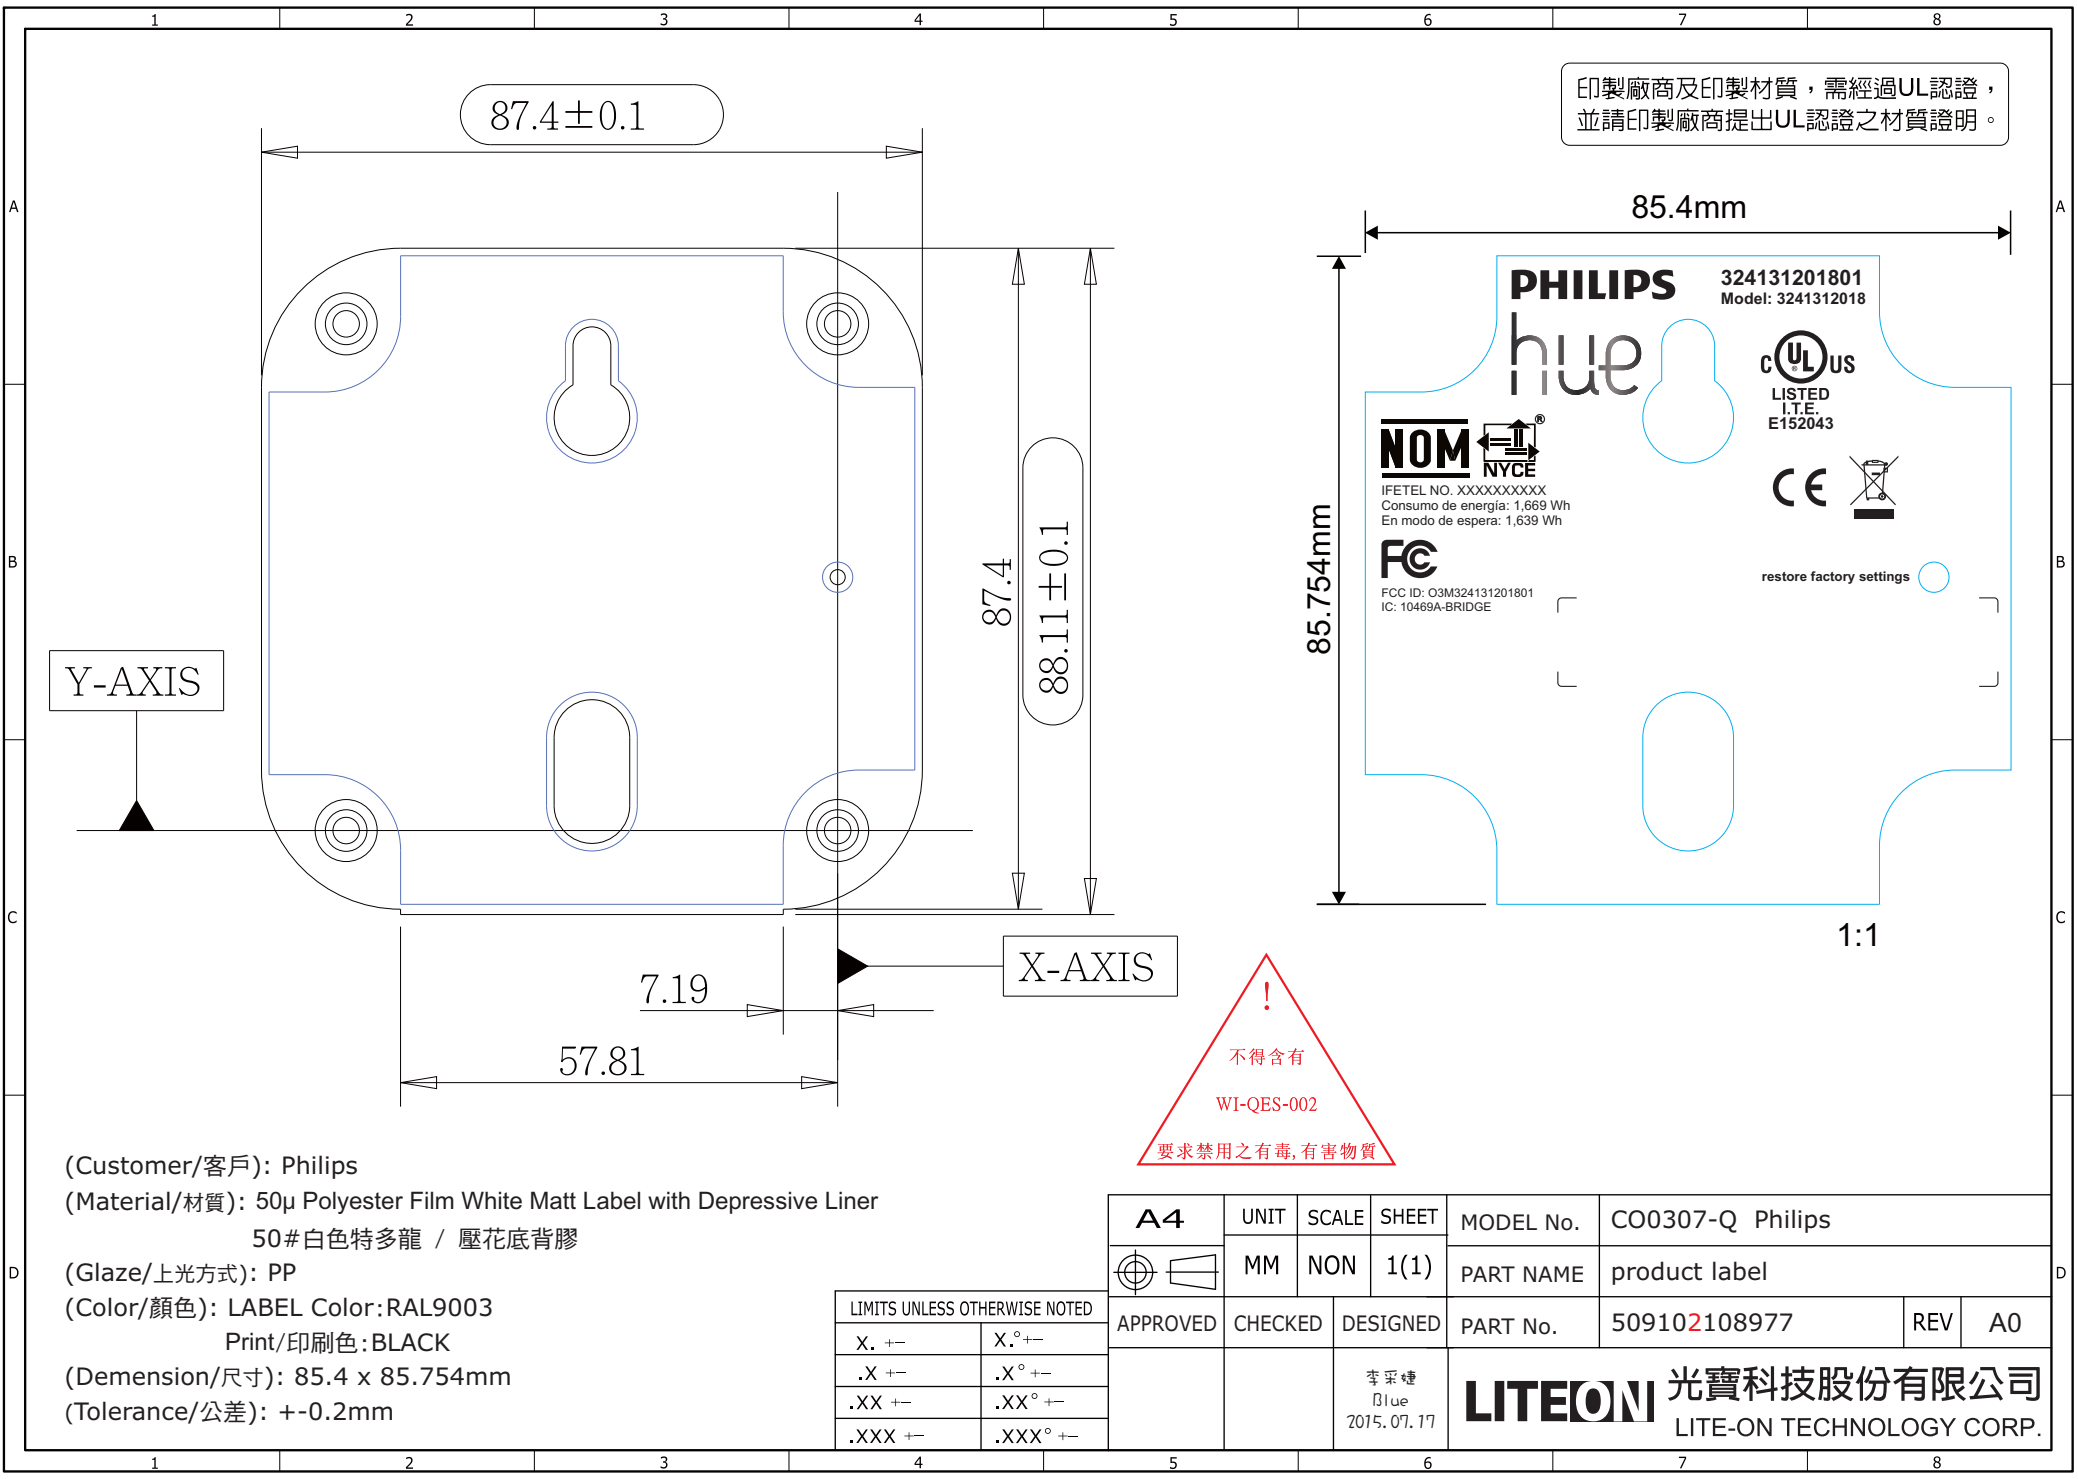 1 2 3 4 5 6 7 8
A A
B B
C C
D D
87.4±0.1
87.4
88.11±0.1
Y-AXIS
X-AXIS
7.19
57.81
印製廠商及印製材質，需經過UL認證，
並請印製廠商提出UL認證之材質證明。
85.4mm
85.754mm
PHILIPS
324131201801
Model: 3241312018
hue
C UL ® US
LISTED
I.T.E.
E152043
NOM
NYCE ®
IFETEL NO. XXXXXXXXXX
Consumo de energía: 1,669 Wh
En modo de espera: 1,639 Wh
CE
FC
FCC ID: O3M324131201801
IC: 10469A-BRIDGE
restore factory settings
1:1
!
不得含有
WI-QES-002
要求禁用之有毒,有害物質
(Customer/客戶): Philips
(Material/材質): 50µ Polyester Film White Matt Label with Depressive Liner
50#白色特多龍 / 壓花底背膠
(Glaze/上光方式): PP
(Color/顏色): LABEL Color:RAL9003
Print/印刷色:BLACK
(Demension/尺寸): 85.4 x 85.754mm
(Tolerance/公差): +-0.2mm
LIMITS UNLESS OTHERWISE NOTED
X. +- X.° +-
.X +- .X° +-
.XX +- .XX° +-
.XXX +- .XXX° +-
A4 UNIT SCALE SHEET MODEL No. CO0307-Q Philips
MM NON 1(1) PART NAME product label
APPROVED CHECKED DESIGNED PART No. 509102108977 REV A0
李采婕
Blue
2015.07.17
LITEON 光寶科技股份有限公司
LITE-ON TECHNOLOGY CORP.
1 2 3 4 5 6 7 8